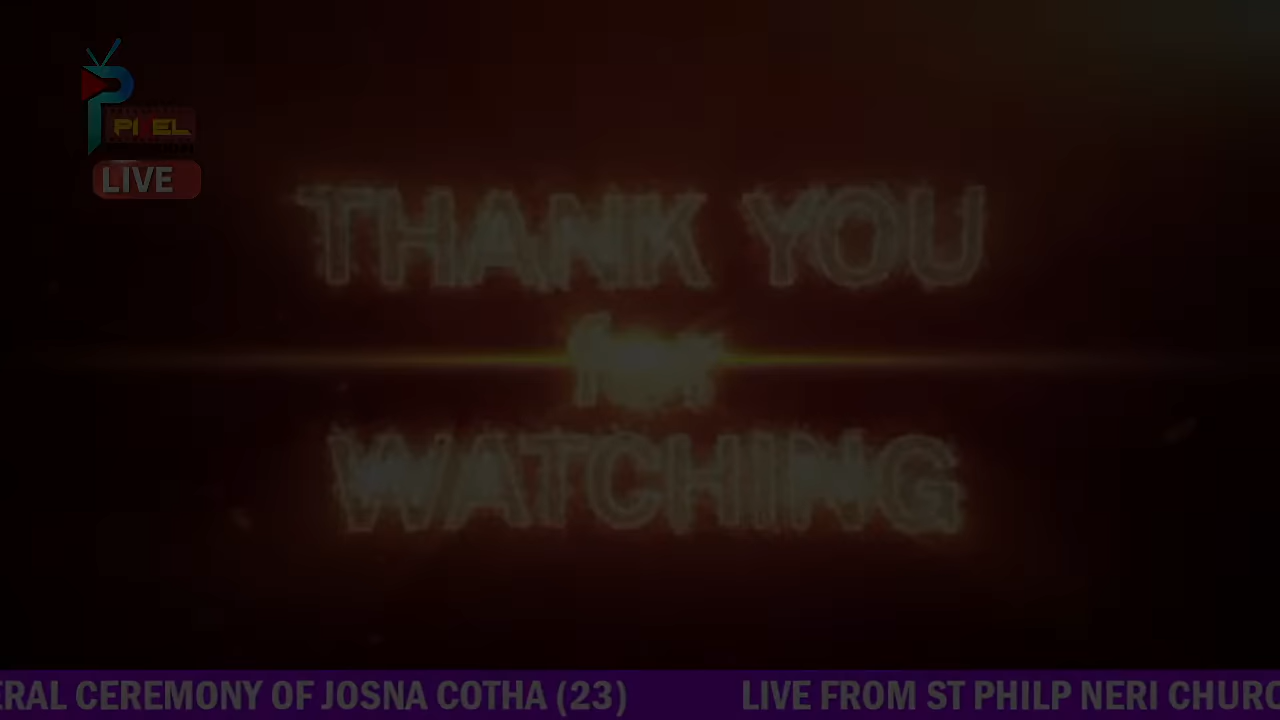 PIXEL
LIVE
THANK YOU
for
WATCHING
ERAL CEREMONY OF JOSNA COTHA (23) LIVE FROM ST PHILP NERI CHURC